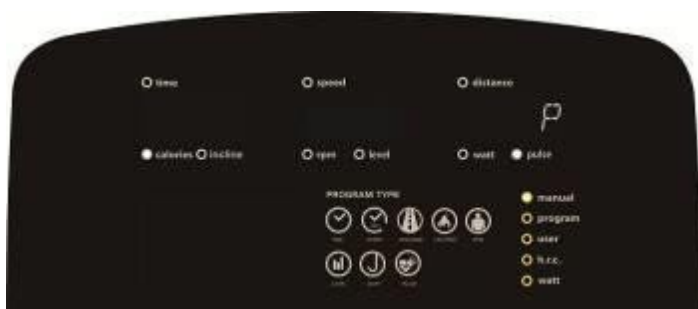 time speed distance
P
calories incline rpm level watt pulse
PROGRAM TYPE
manual
program
user
h.r.c.
watt